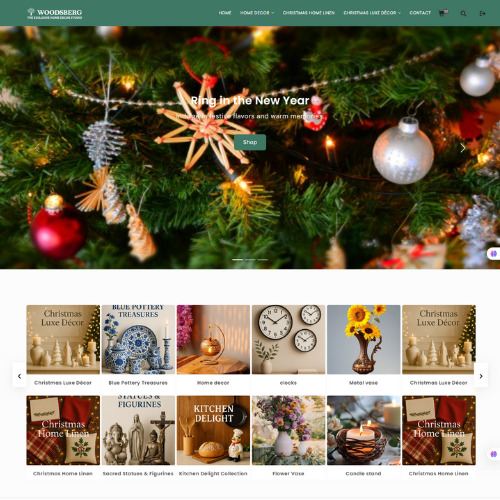 WOODSBERG
THE EXCLUSIVE HOME DECOR STUDIO
HOME
HOME DECOR
CHRISTMAS HOME LINEN
CHRISTMAS LUXE DÉCOR
CONTACT
Ring in the New Year
festive flavors and warm memories
Shop
Christmas
Luxe Décor
BLUE POTTERY
TREASURES
Christmas
Luxe Décor
Christmas Luxe Décor
Blue Pottery Treasures
Home decor
clocks
Metal vase
Christmas Luxe Décor
Christmas
Home Linen
STATUES &
FIGURINES
KITCHEN
DELIGHT
Christmas
Home Linen
Christmas Home Linen
Sacred Statues & Figurines
Kitchen Delight Collection
Flower Vase
Candle stand
Christmas Home Linen